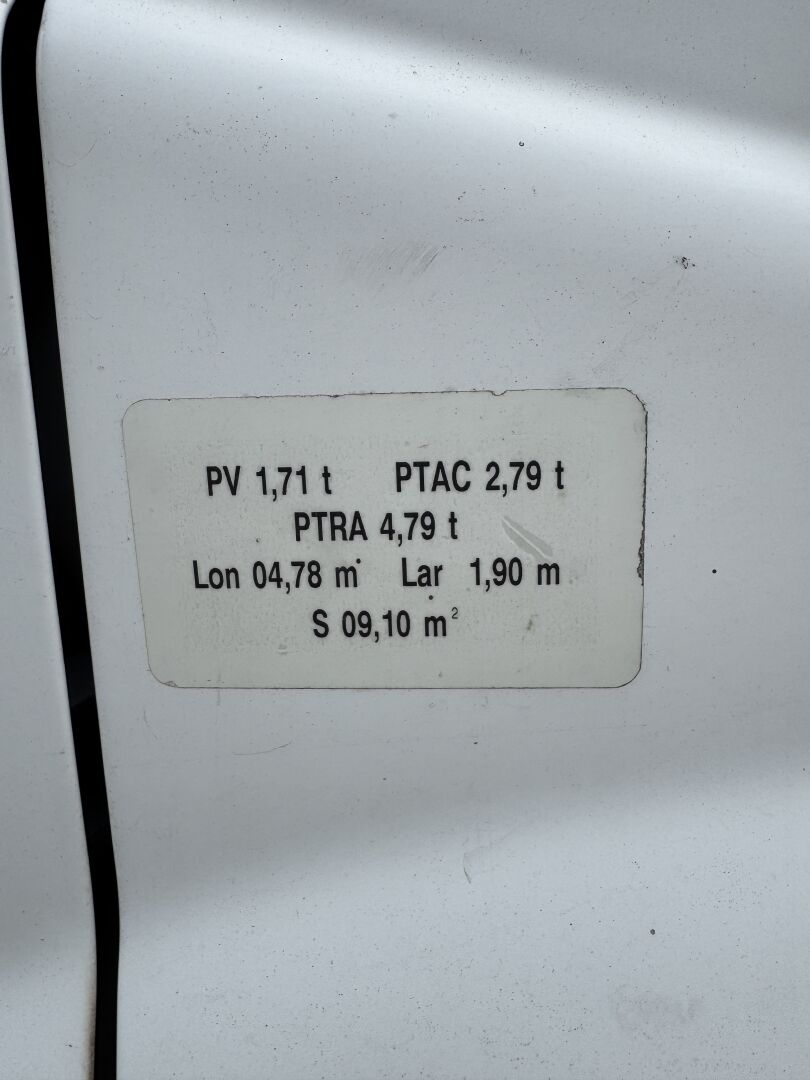 PV 1,71 t PTAC 2,79 t
PTRA 4,79 t
Lon 04,78 m Lar 1,90 m
S 09,10 m²